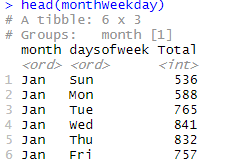 > head(monthWeekday)
# A tibble: 6 x 3
# Groups:   month [1]
  month daysofweek Total
  <ord> <ord>      <int>
1 Jan   Sun          536
2 Jan   Mon          588
3 Jan   Tue          765
4 Jan   Wed          841
5 Jan   Thu          832
6 Jan   Fri          757